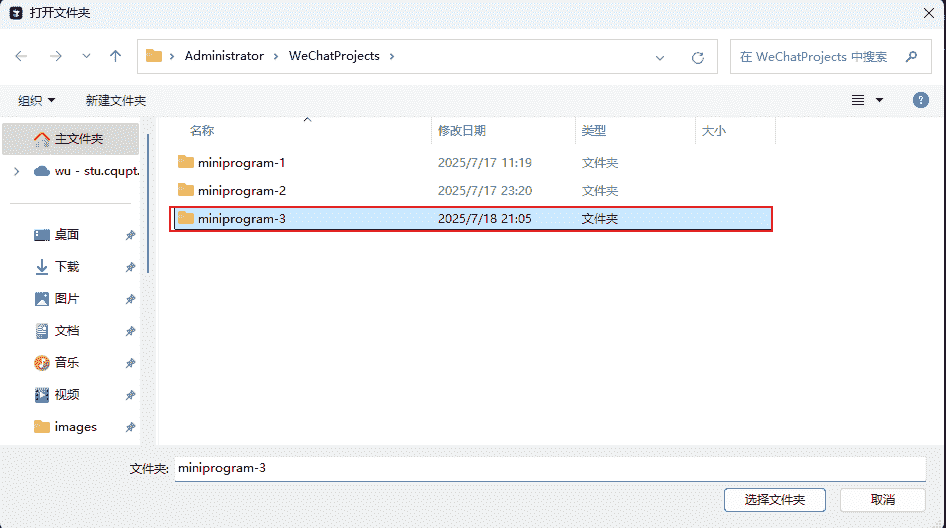 打开文件夹
Administrator WeChatProjects
在 WeChatProjects 中搜索
组织 新建文件夹
?
主文件夹
wu - stu.cqupt.
桌面
下载
图片
文档
音乐
视频
images
名称 修改日期 类型 大小
miniprogram-1 2025/7/17 11:19 文件夹
miniprogram-2 2025/7/17 23:20 文件夹
miniprogram-3 2025/7/18 21:05 文件夹
文件夹: miniprogram-3
选择文件夹 取消